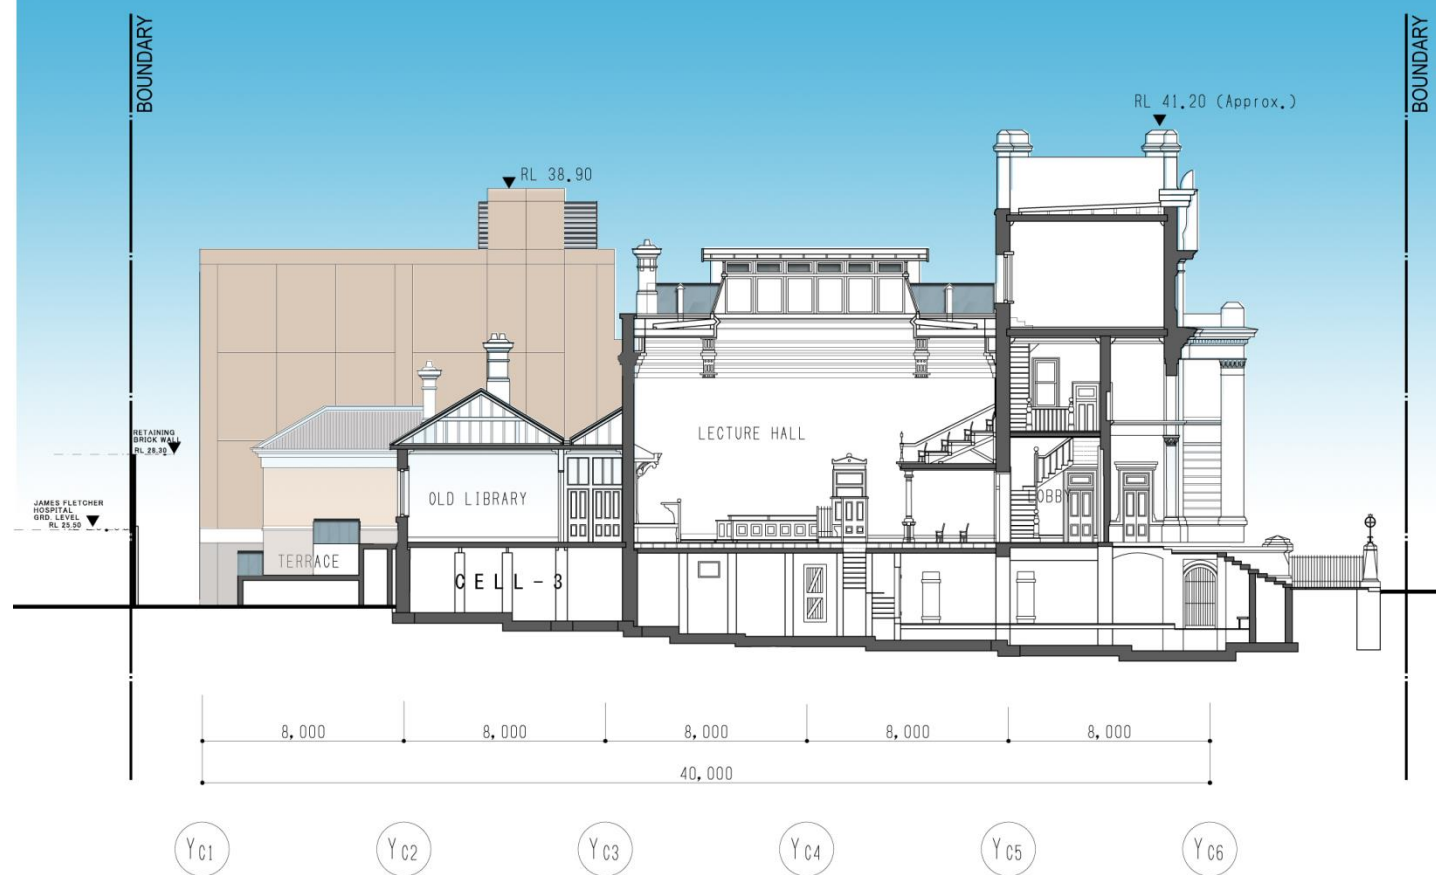 BOUNDARY
BOUNDARY
RL 41.20 (Approx.)
RL 38.90
RETAINING
BRICK WALL
RL 28.30
LECTURE HALL
OLD LIBRARY
LOBBY
JAMES FLETCHER
HOSPITAL
GRD. LEVEL
RL 25.50
TERRACE
CELL-3
8,000 8,000 8,000 8,000 8,000
40,000
YC1 YC2 YC3 YC4 YC5 YC6